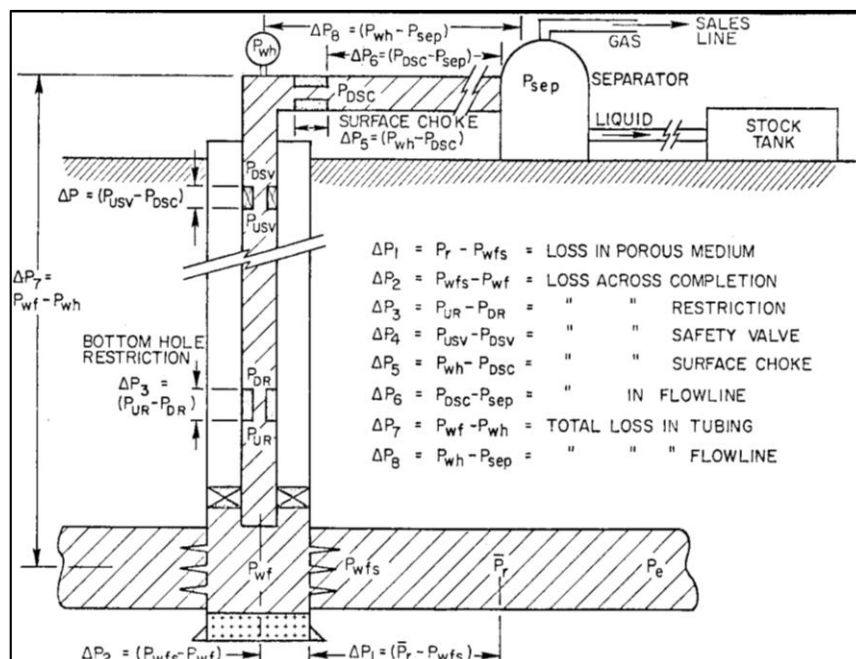 ΔP8 = (Pwh - Psep)
SALES
LINE
GAS
Pwh
ΔP6 = (PDSC - Psep)
Psep
SEPARATOR
PDSC
SURFACE CHOKE
ΔP5 = (Pwh - PDSC)
LIQUID
STOCK
TANK
PDSV
ΔP = (PUSV - PDSC)
PUSV
ΔP7 =
Pwf - Pwh
ΔP1 = Pr - Pwfs = LOSS IN POROUS MEDIUM
ΔP2 = Pwfs - Pwf = LOSS ACROSS COMPLETION
ΔP3 = PUR - PDR = " " RESTRICTION
ΔP4 = PUSV - PDSV = " " SAFETY VALVE
ΔP5 = Pwh - PDSC = " " SURFACE CHOKE
ΔP6 = PDSC - Psep = " IN FLOWLINE
ΔP7 = Pwf - Pwh = TOTAL LOSS IN TUBING
ΔP8 = Pwh - Psep = " " " FLOWLINE
BOTTOM HOLE
RESTRICTION
ΔP3 =
(PUR - PDR)
PDR
PUR
Pwf
Pwfs
P̅r
Pe
ΔP2 = (Pwfs - Pwf)
ΔP1 = (P̅r - Pwfs)